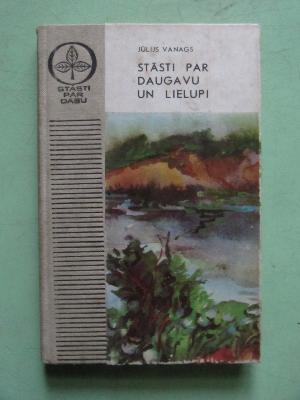 STĀSTI
PAR
DABU
JŪLIJS VANAGS
STĀSTI PAR
DAUGAVU
UN LIELUPI